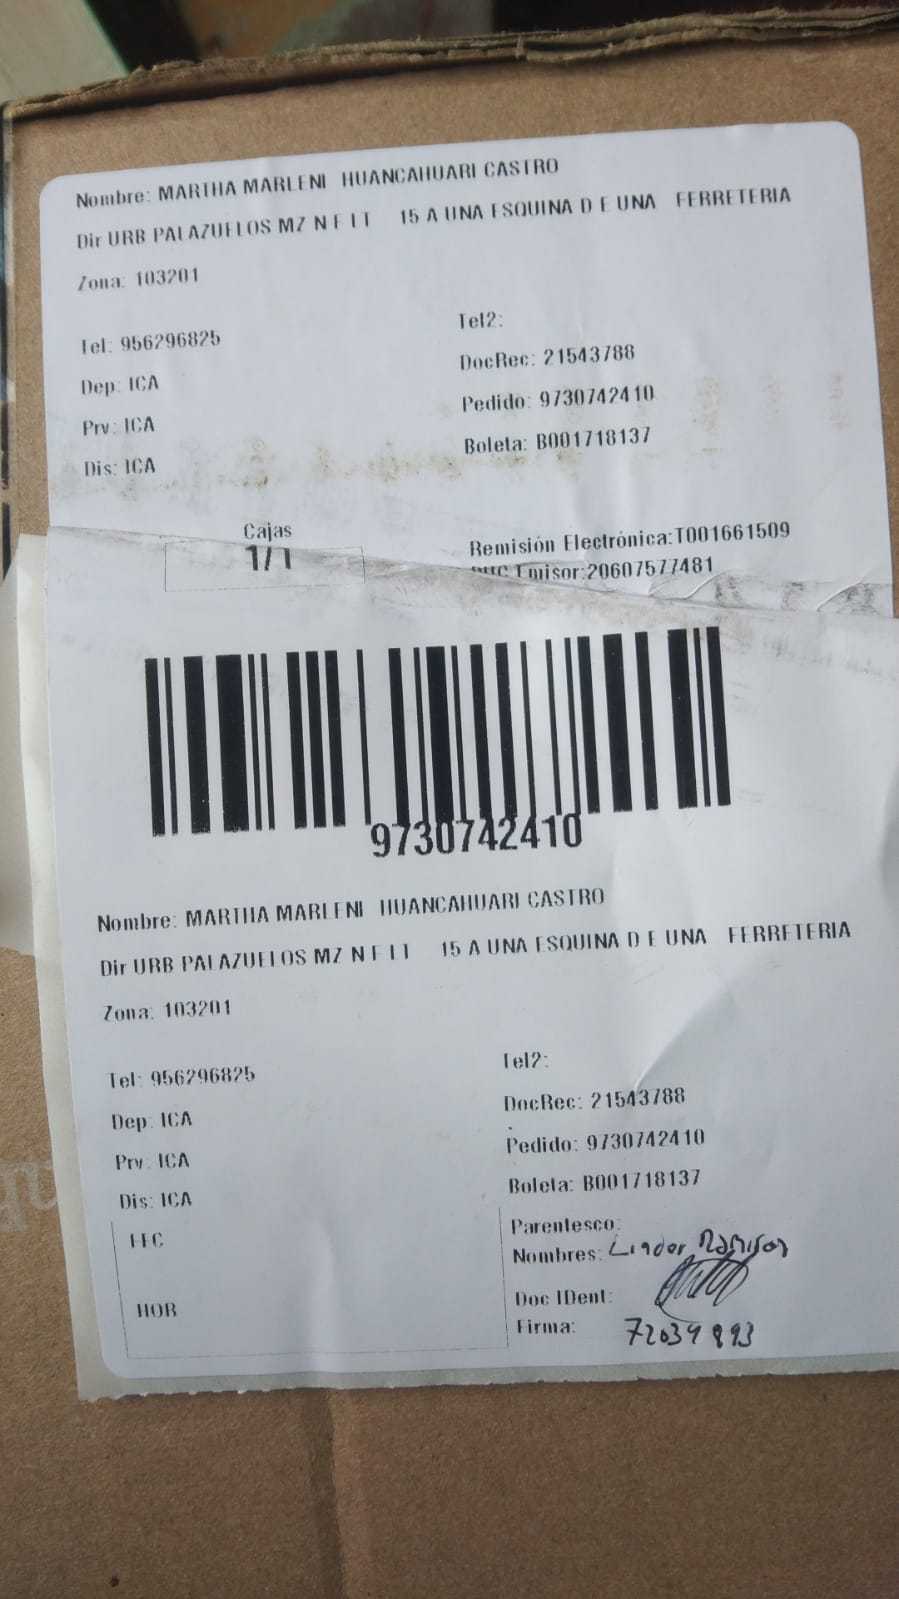 Nombre: MARTHA MARLENI HUANCAHUARI CASTRO
Dir URB PALAZUELOS MZ N F LT 15 A UNA ESQUINA D E UNA FERRETERIA
Zona: 103201
Tel: 956296825 Tel2:
Dep: ICA DocRec: 21543788
Prv: ICA Pedido: 9730742410
Dis: ICA Boleta: B001718137
Cajas
1/1
Remisión Electrónica:T001661509
RUC Emisor:20607577481
9730742410
Nombre: MARTHA MARLENI HUANCAHUARI CASTRO
Dir URB PALAZUELOS MZ N F LT 15 A UNA ESQUINA D E UNA FERRETERIA
Zona: 103201
Tel: 956296825 Tel2:
Dep: ICA DocRec: 21543788
Prv: ICA Pedido: 9730742410
Dis: ICA Boleta: B001718137
FEC Parentesco:
Nombres:
HOR Doc IDent:
Firma: